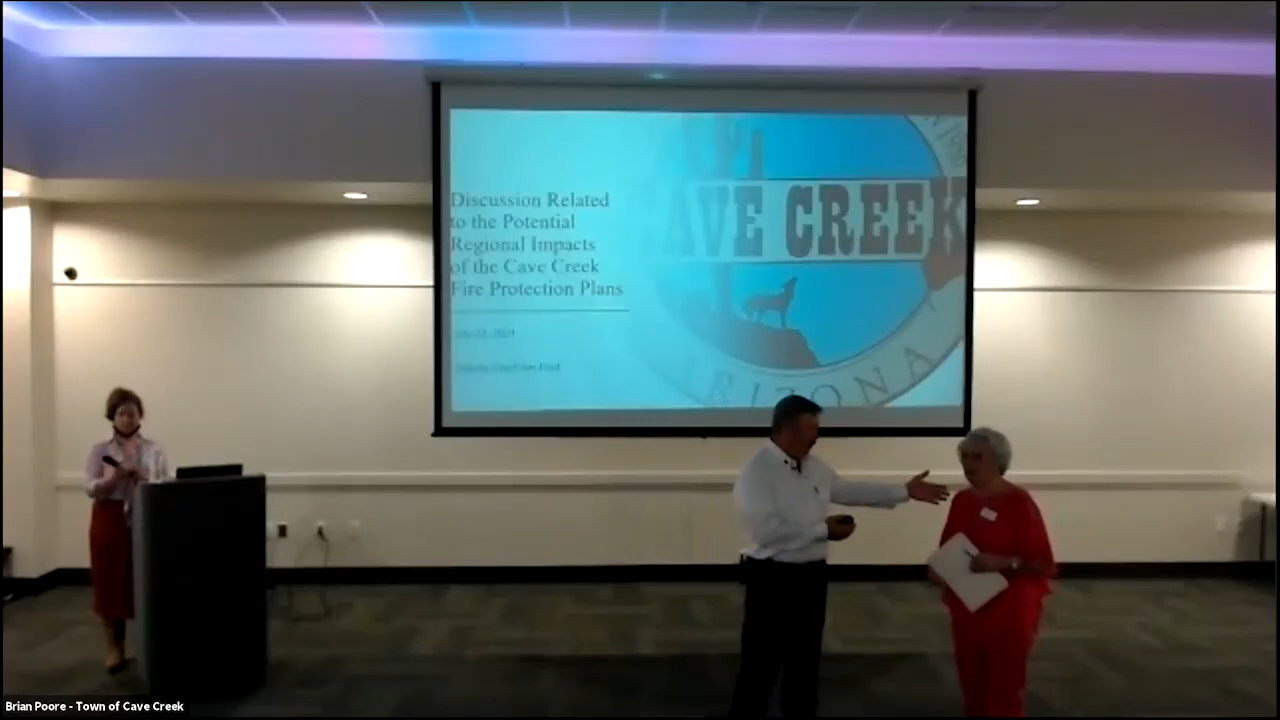 Discussion Related
to the Potential
Regional Impacts
of the Cave Creek
Fire Protection Plans
AVE CREEK
ARIZONA
Brian Poore - Town of Cave Creek